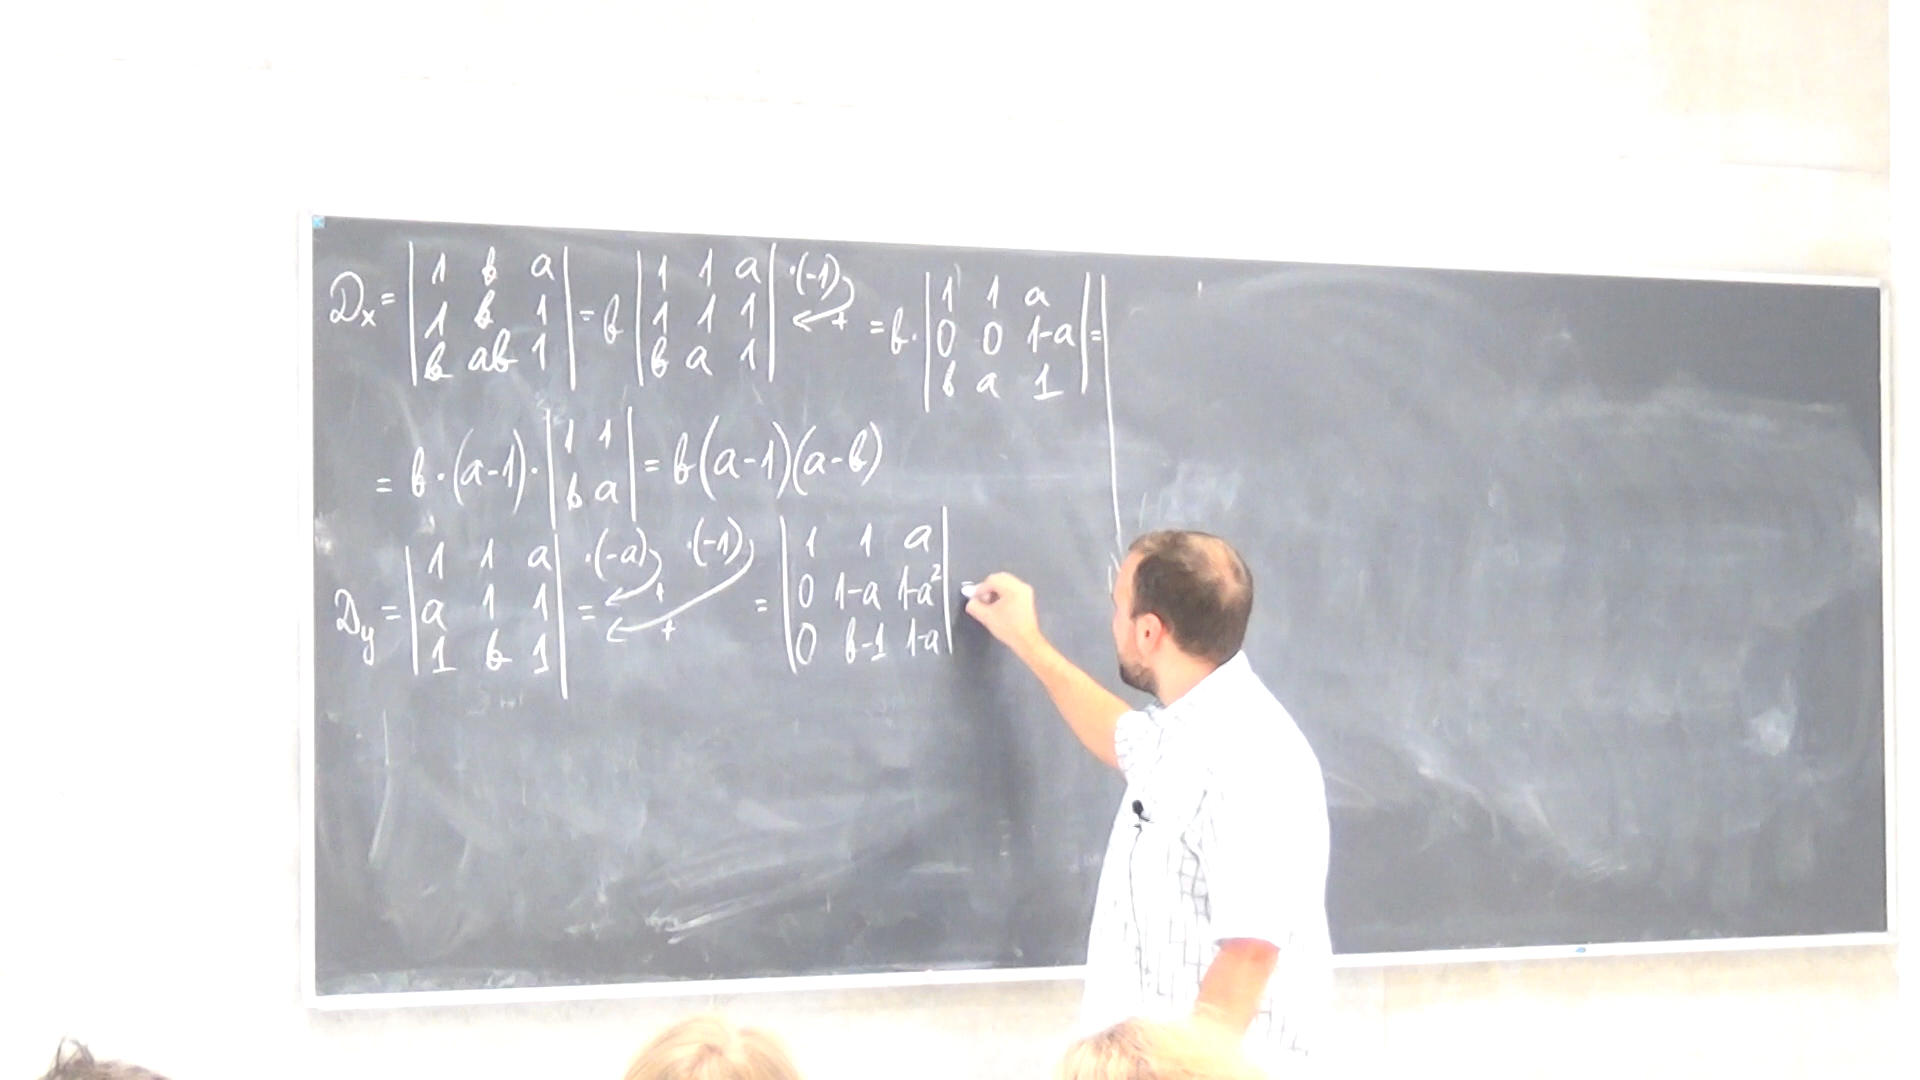 Dx = | 1 b a ; 1 b 1 ; b ab 1 | = b | 1 1 a ; 1 1 1 ; b a 1 | ·(-1) + = b· | 1 1 a ; 0 0 1-a ; b a 1 | =
= b·(a-1)· | 1 1 ; b a | = b(a-1)(a-b)
Dy = | 1 1 a ; a 1 1 ; 1 b 1 | ·(-a) + ·(-1) + = | 1 1 a ; 0 1-a 1-a² ; 0 b-1 1-a | =